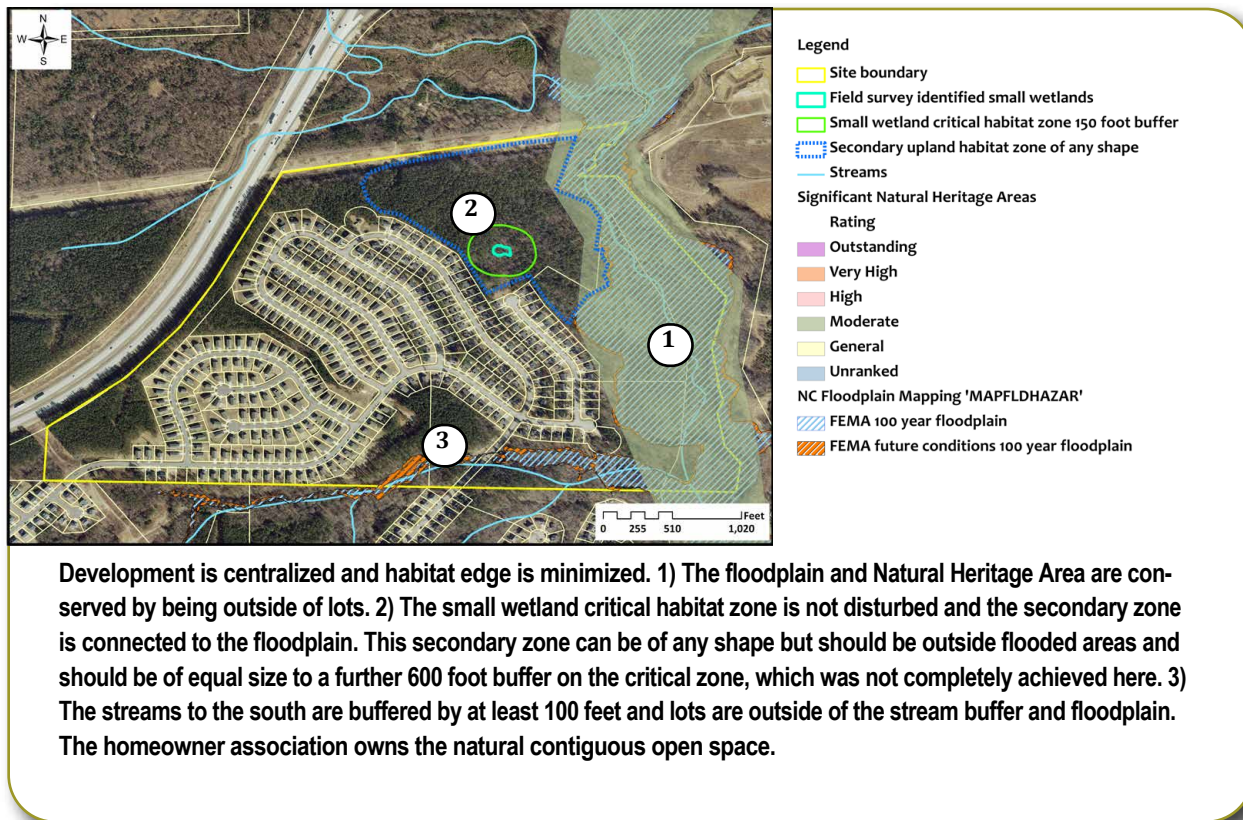 N
W E
S
2
1
3
Feet
0 255 510 1,020
Legend
Site boundary
Field survey identified small wetlands
Small wetland critical habitat zone 150 foot buffer
Secondary upland habitat zone of any shape
Streams
Significant Natural Heritage Areas
Rating
Outstanding
Very High
High
Moderate
General
Unranked
NC Floodplain Mapping 'MAPFLDHAZAR'
FEMA 100 year floodplain
FEMA future conditions 100 year floodplain
Development is centralized and habitat edge is minimized. 1) The floodplain and Natural Heritage Area are con-
served by being outside of lots. 2) The small wetland critical habitat zone is not disturbed and the secondary zone
is connected to the floodplain. This secondary zone can be of any shape but should be outside flooded areas and
should be of equal size to a further 600 foot buffer on the critical zone, which was not completely achieved here. 3)
The streams to the south are buffered by at least 100 feet and lots are outside of the stream buffer and floodplain.
The homeowner association owns the natural contiguous open space.